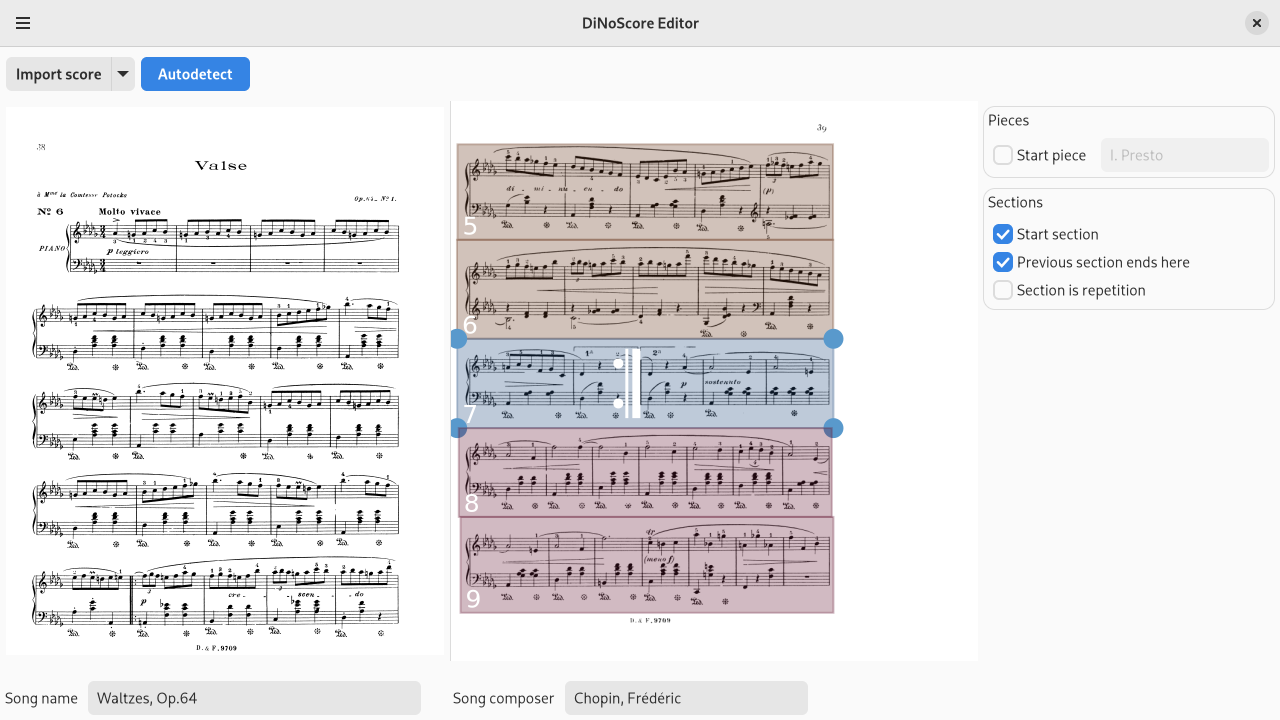 DiNoScore Editor
Import score
Autodetect
38
Valse
à Mme la Comtesse Potocka
Op. 64. No 1.
No 6
Molto vivace
PIANO
p leggiero
cre - scen - do
p
D. & F. 9709
39
di - mi - nu - en - do
(p)
5
6
1a
2a
p
sostenuto
7
8
(meno f)
9
D. & F. 9709
Pieces
Start piece
I. Presto
Sections
Start section
Previous section ends here
Section is repetition
Song name
Waltzes, Op.64
Song composer
Chopin, Frédéric